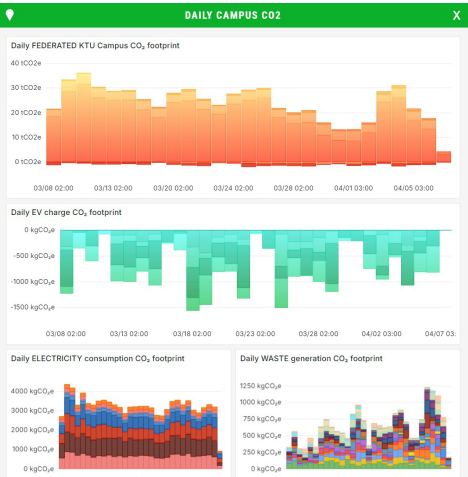 DAILY CAMPUS CO2
X
Daily FEDERATED KTU Campus CO₂ footprint
40 tCO2e
30 tCO2e
20 tCO2e
10 tCO2e
0 tCO2e
03/08 02:00 03/13 02:00 03/20 02:00 03/24 02:00 03/28 02:00 04/01 03:00 04/05 03:00
Daily EV charge CO₂ footprint
0 kgCO₂e
-500 kgCO₂e
-1000 kgCO₂e
-1500 kgCO₂e
03/08 02:00 03/13 02:00 03/18 02:00 03/23 02:00 03/28 02:00 04/02 03:00 04/07 03:
Daily ELECTRICITY consumption CO₂ footprint
4000 kgCO₂e
3000 kgCO₂e
2000 kgCO₂e
1000 kgCO₂e
0 kgCO₂e
Daily WASTE generation CO₂ footprint
1250 kgCO₂e
1000 kgCO₂e
750 kgCO₂e
500 kgCO₂e
250 kgCO₂e
0 kgCO₂e